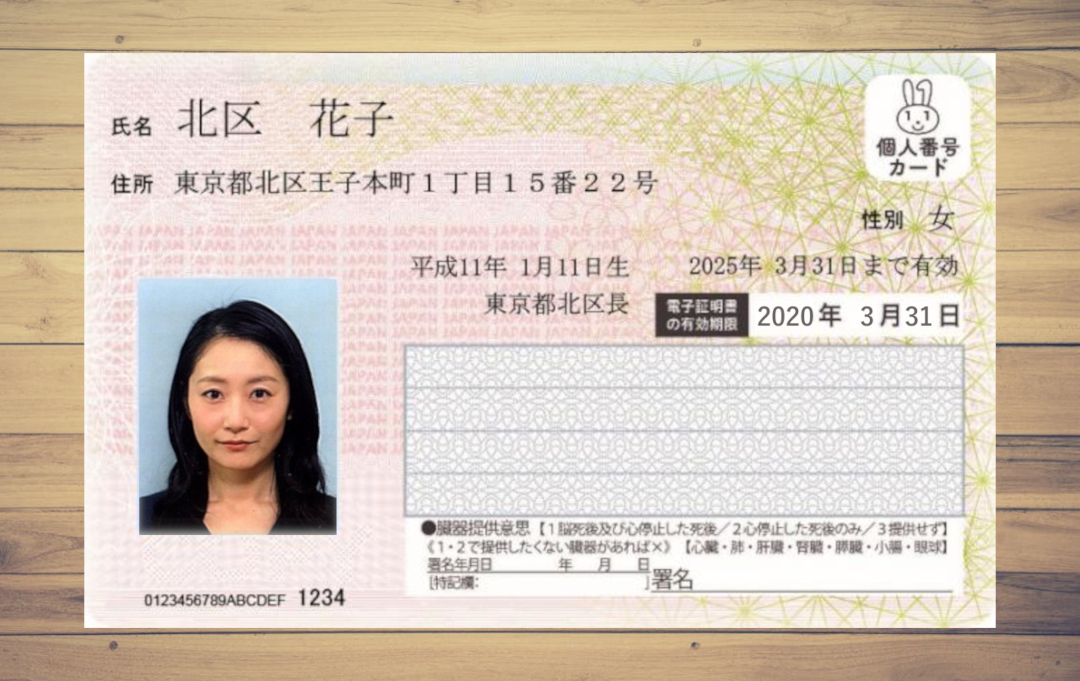 氏名 北区 花子
個人番号
カード
住所 東京都北区王子本町1丁目15番22号
性別 女
平成11年 1月11日生 2025年 3月31日まで有効
東京都北区長
電子証明書
の有効期限 2020年 3月31日
●臓器提供意思【1脳死後及び心停止した死後/2心停止した死後のみ/3提供せず】
《1・2で提供したくない臓器があれば×》【心臓・肺・肝臓・腎臓・膵臓・小腸・眼球】
署名年月日 年 月 日
[特記欄: ]署名
0123456789ABCDEF 1234